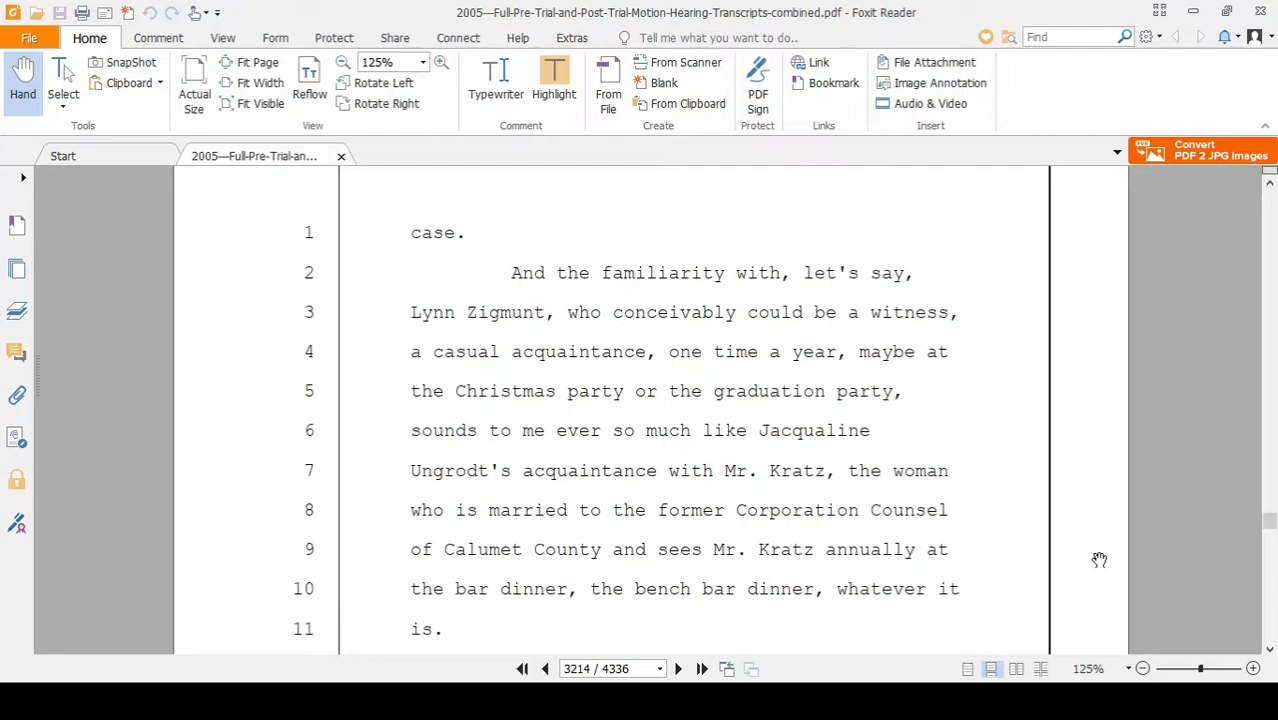 2005---Full-Pre-Trial-and-Post-Trial-Motion-Hearing-Transcripts-combined.pdf - Foxit Reader
File Home Comment View Form Protect Share Connect Help Extras Tell me what you want to do.. Find
SnapShot Fit Page 125% Link File Attachment From Scanner
Clipboard Fit Width Rotate Left Blank Bookmark Image Annotation
Hand Select Actual Size Reflow Fit Visible Rotate Right Typewriter Highlight From File From Clipboard PDF Sign Audio & Video
Tools View Comment Create Protect Links Insert
Start 2005---Full-Pre-Trial-an... Convert
PDF 2 JPG Images
1 case.
2 And the familiarity with, let's say,
3 Lynn Zigmunt, who conceivably could be a witness,
4 a casual acquaintance, one time a year, maybe at
5 the Christmas party or the graduation party,
6 sounds to me ever so much like Jacqualine
7 Ungrodt's acquaintance with Mr. Kratz, the woman
8 who is married to the former Corporation Counsel
9 of Calumet County and sees Mr. Kratz annually at
10 the bar dinner, the bench bar dinner, whatever it
11 is.
3214 / 4336 125%